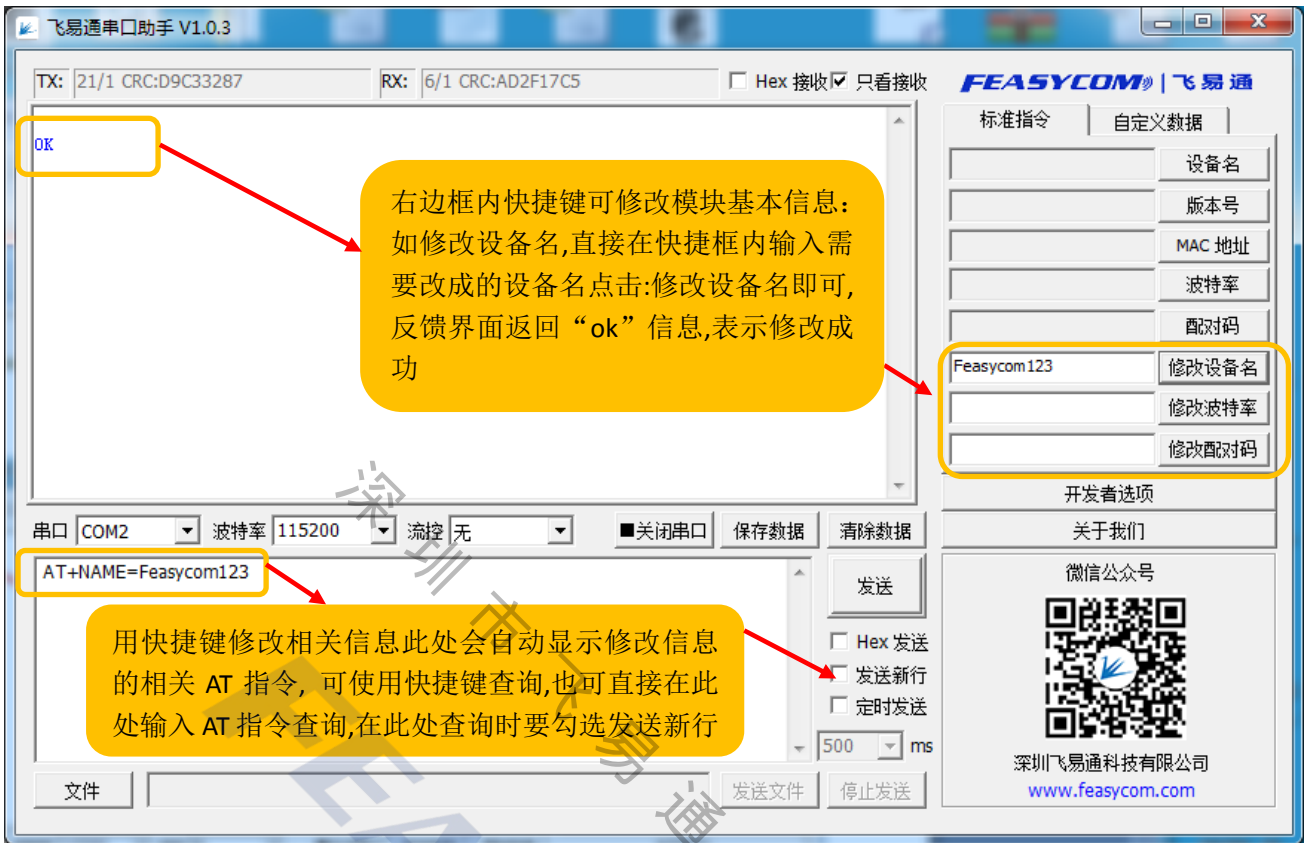 飞易通串口助手 V1.0.3
TX: 21/1 CRC:D9C33287 RX: 6/1 CRC:AD2F17C5 Hex 接收 只看接收
FEASYCOM | 飞易通
标准指令 自定义数据
OK
设备名
版本号
MAC 地址
波特率
配对码
Feasycom123 修改设备名
修改波特率
修改配对码
开发者选项
关于我们
右边框内快捷键可修改模块基本信息：
如修改设备名,直接在快捷框内输入需
要改成的设备名点击:修改设备名即可,
反馈界面返回“ok”信息,表示修改成
功
串口 COM2 波特率 115200 流控 无 ■关闭串口 保存数据 清除数据
AT+NAME=Feasycom123
发送
Hex 发送
发送新行
定时发送
500 ms
用快捷键修改相关信息此处会自动显示修改信息
的相关 AT 指令, 可使用快捷键查询,也可直接在此
处输入 AT 指令查询,在此处查询时要勾选发送新行
文件 发送文件 停止发送
微信公众号
深圳飞易通科技有限公司
www.feasycom.com
深圳市飞易通
FEA